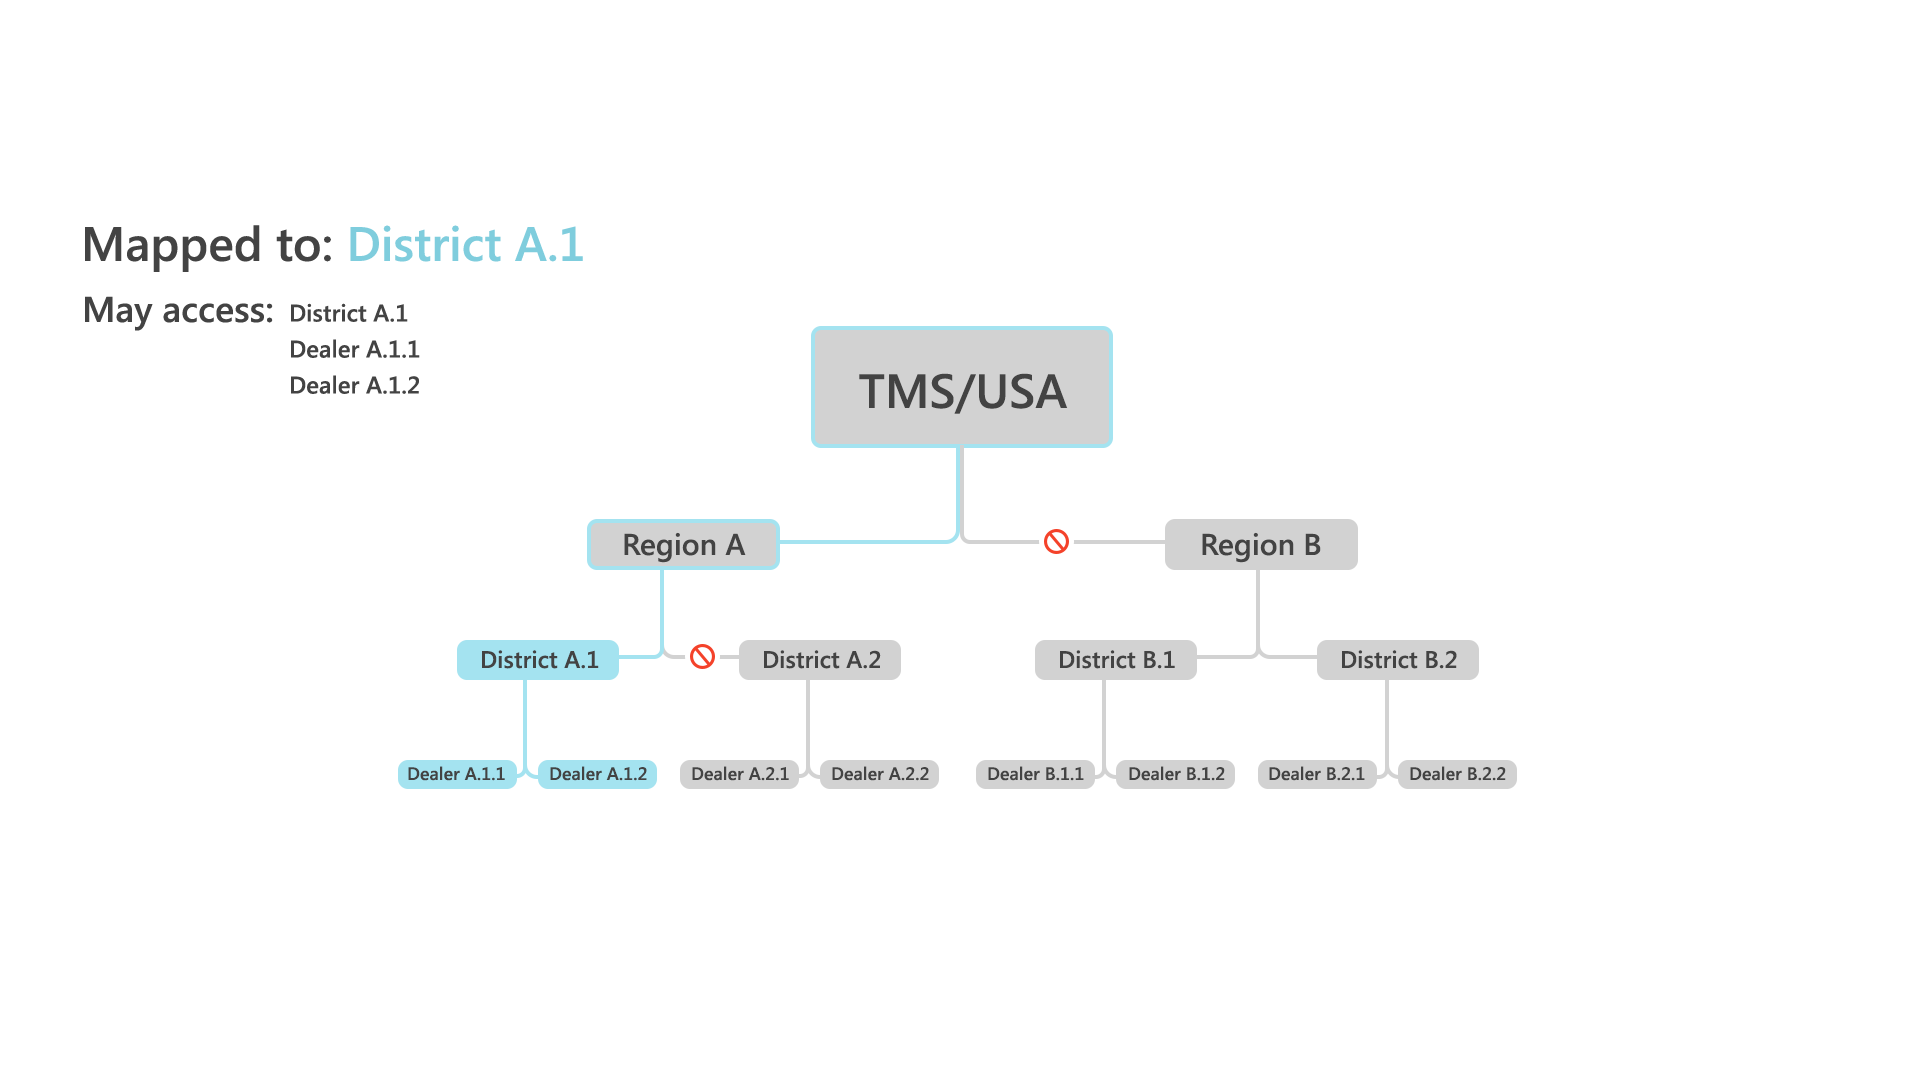 Mapped to: District A.1
May access: District A.1
Dealer A.1.1
Dealer A.1.2
TMS/USA
Region A
Region B
District A.1
District A.2
District B.1
District B.2
Dealer A.1.1
Dealer A.1.2
Dealer A.2.1
Dealer A.2.2
Dealer B.1.1
Dealer B.1.2
Dealer B.2.1
Dealer B.2.2